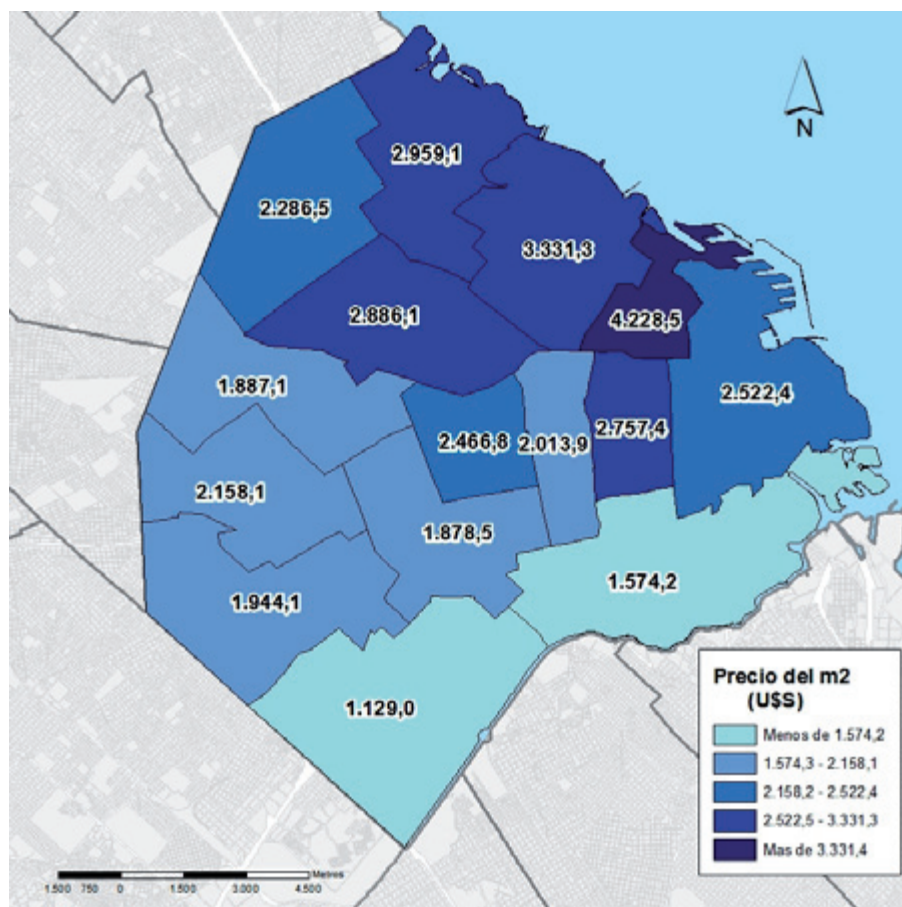 N
2.959,1
2.286,5
3.331,3
4.228,5
2.886,1
1.887,1
2.522,4
2.466,8
2.013,9
2.757,4
2.158,1
1.878,5
1.574,2
1.944,1
1.129,0
Precio del m2
(U$S)
Menos de 1.574,2
1.574,3 - 2.158,1
2.158,2 - 2.522,4
2.522,5 - 3.331,3
Mas de 3.331,4
Metros
1.500 750 0 1.500 3.000 4.500